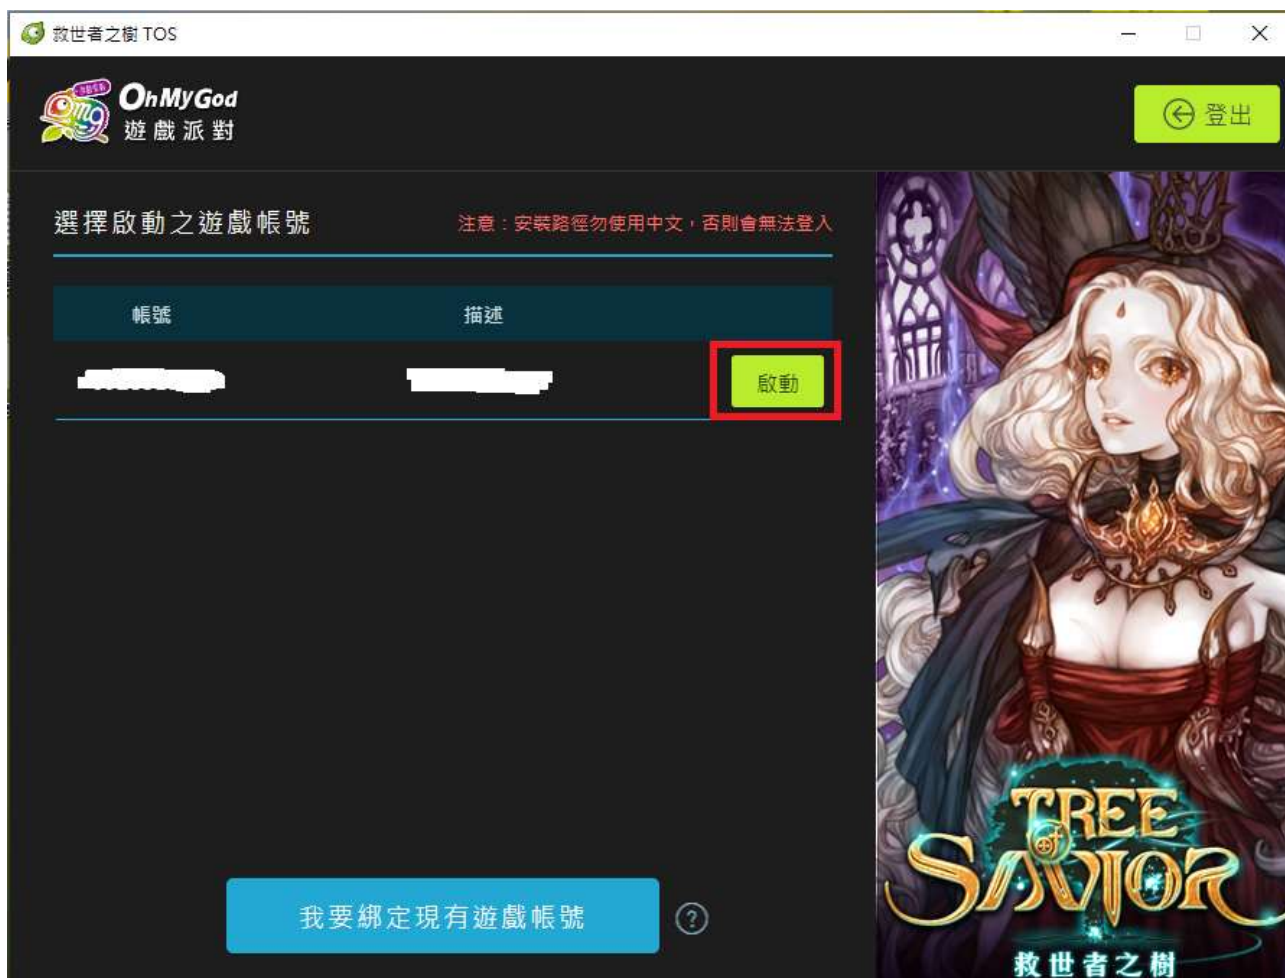 救世者之樹 TOS
omg
OhMyGod
遊戲派對
登出
選擇啟動之遊戲帳號
注意：安裝路徑勿使用中文，否則會無法登入
帳號 描述
啟動
我要綁定現有遊戲帳號 ?
TREE
of
SAVIOR
救世者之樹